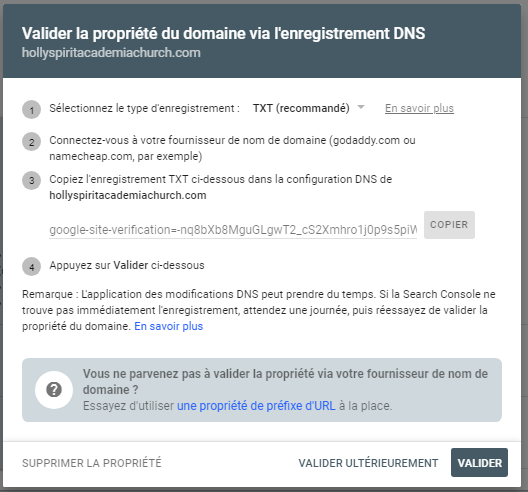 Valider la propriété du domaine via l'enregistrement DNS
hollyspiritacademiachurch.com
1 Sélectionnez le type d'enregistrement : TXT (recommandé) En savoir plus
2 Connectez-vous à votre fournisseur de nom de domaine (godaddy.com ou
namecheap.com, par exemple)
3 Copiez l'enregistrement TXT ci-dessous dans la configuration DNS de
hollyspiritacademiachurch.com
google-site-verification=-nq8bXb8MguGLgwT2_cS2Xmhro1j0p9s5piW COPIER
4 Appuyez sur Valider ci-dessous
Remarque : L'application des modifications DNS peut prendre du temps. Si la Search Console ne
trouve pas immédiatement l'enregistrement, attendez une journée, puis réessayez de valider la
propriété du domaine. En savoir plus
Vous ne parvenez pas à valider la propriété via votre fournisseur de nom de
domaine ?
Essayez d'utiliser une propriété de préfixe d'URL à la place.
SUPPRIMER LA PROPRIÉTÉ VALIDER ULTÉRIEUREMENT VALIDER